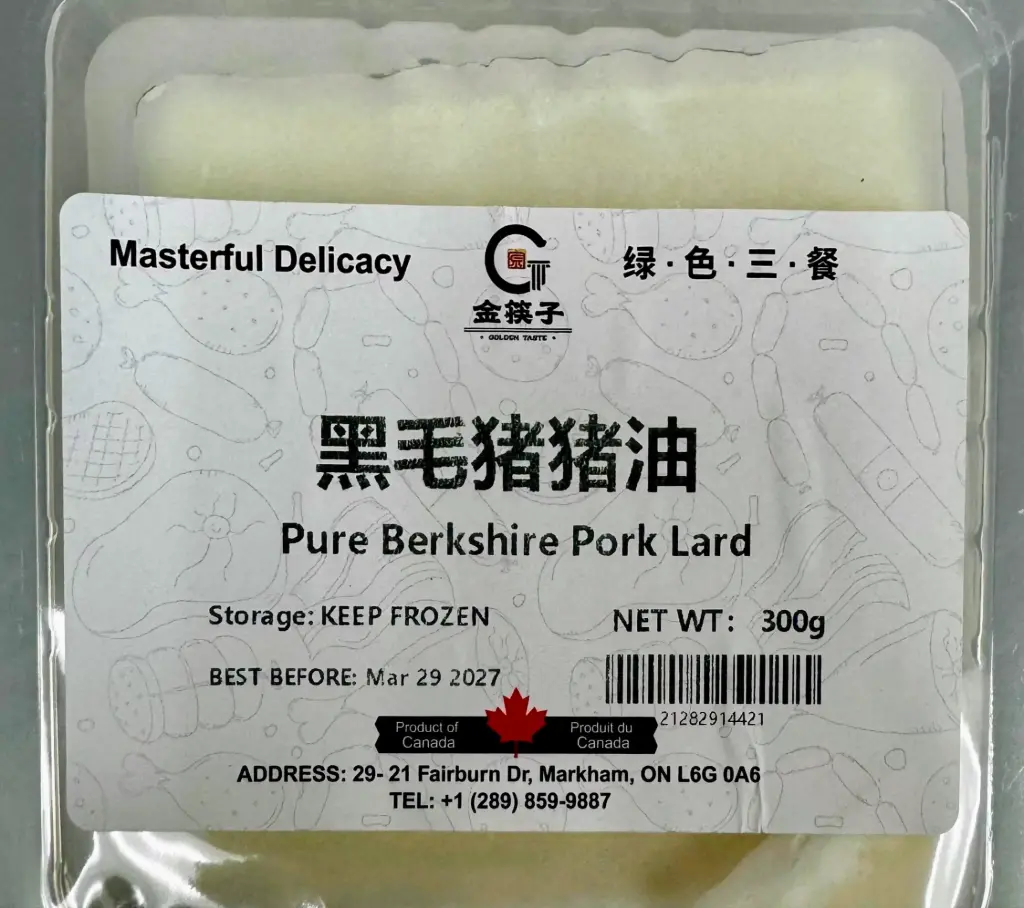 Masterful Delicacy
绿·色·三·餐
金筷子
· GOLDEN TASTE ·
黑毛猪猪油
Pure Berkshire Pork Lard
Storage: KEEP FROZEN
NET WT: 300g
BEST BEFORE: Mar 29 2027
21282914421
Product of
Canada
Produit du
Canada
ADDRESS: 29- 21 Fairburn Dr, Markham, ON L6G 0A6
TEL: +1 (289) 859-9887